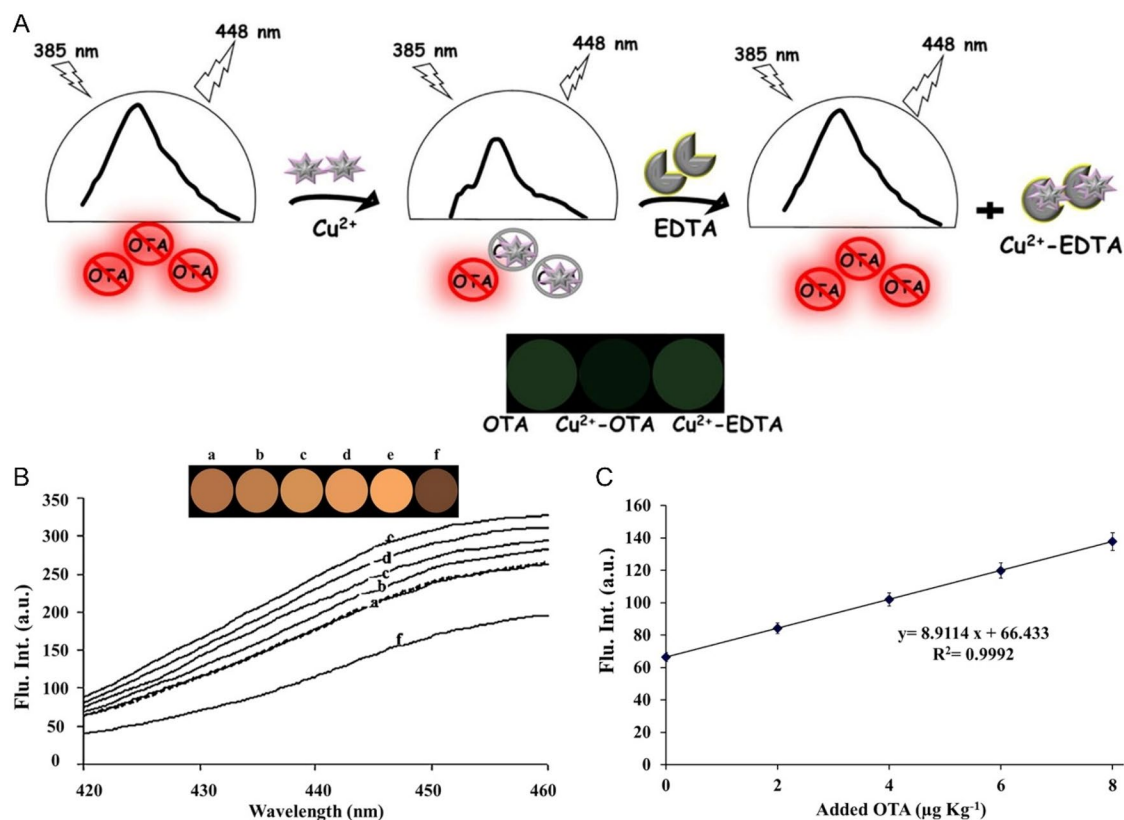 A
385 nm
448 nm
385 nm
448 nm
385 nm
448 nm
Cu²⁺
EDTA
+
Cu²⁺-EDTA
OTA
OTA
OTA
OTA
OTA
OTA
OTA
OTA Cu²⁺-OTA Cu²⁺-EDTA
B
a b c d e f
Flu. Int. (a.u.)
350
300
250
200
150
100
50
0
e
d
c
b
a
f
420 430 440 450 460
Wavelength (nm)
C
Flu. Int. (a.u.)
160
140
120
100
80
60
40
20
0
y= 8.9114 x + 66.433
R²= 0.9992
0 2 4 6 8
Added OTA (µg Kg⁻¹)